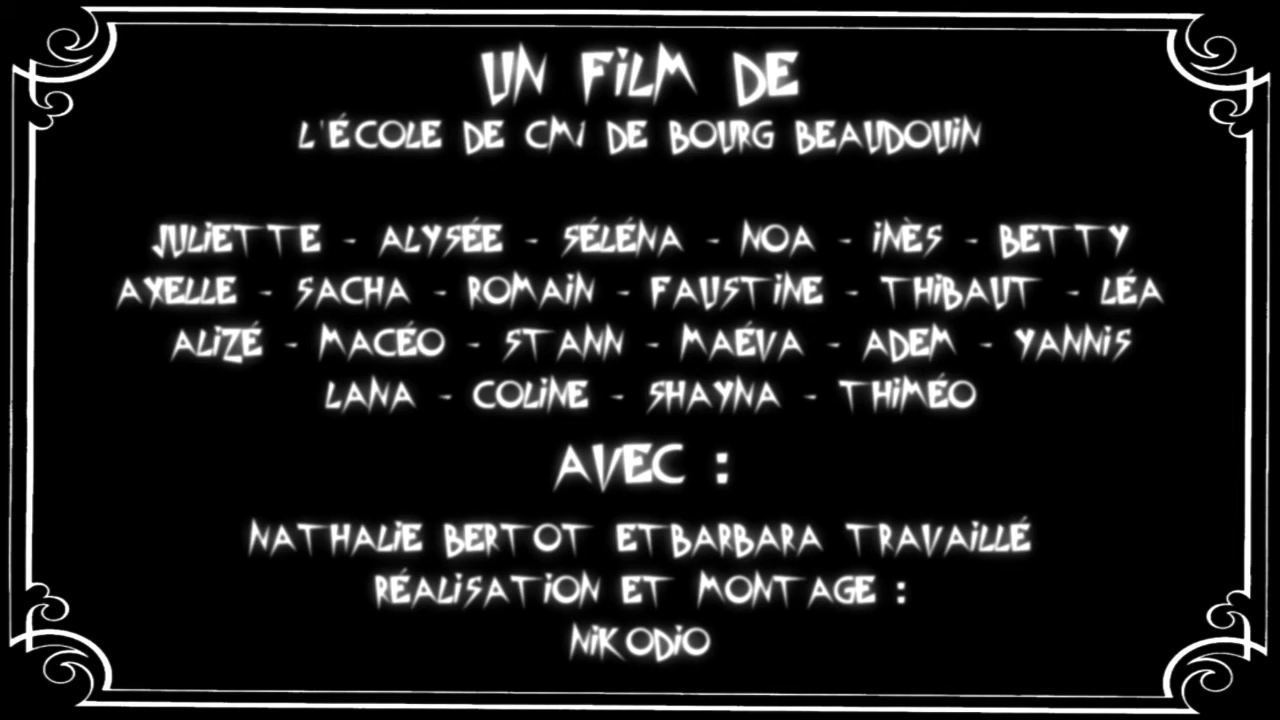 UN FiLM DE
L'ÉCOLE DE CM1 DE BOURG BEAUDOUiN
JULiETTE - ALYSÉE - SÉLÉNA - NOA - iNÈS - BETTY
AXELLE - SACHA - ROMAiN - FAUSTiNE - THiBAUT - LÉA
ALiZÉ - MACÉO - STANN - MAÉVA - ADEM - YANNiS
LANA - COLiNE - SHAYNA - THiMÉO
AVEC :
NATHALiE BERTOT ETBARBARA TRAVAiLLÉ
RÉALiSATiON ET MONTAGE :
NiKODiO